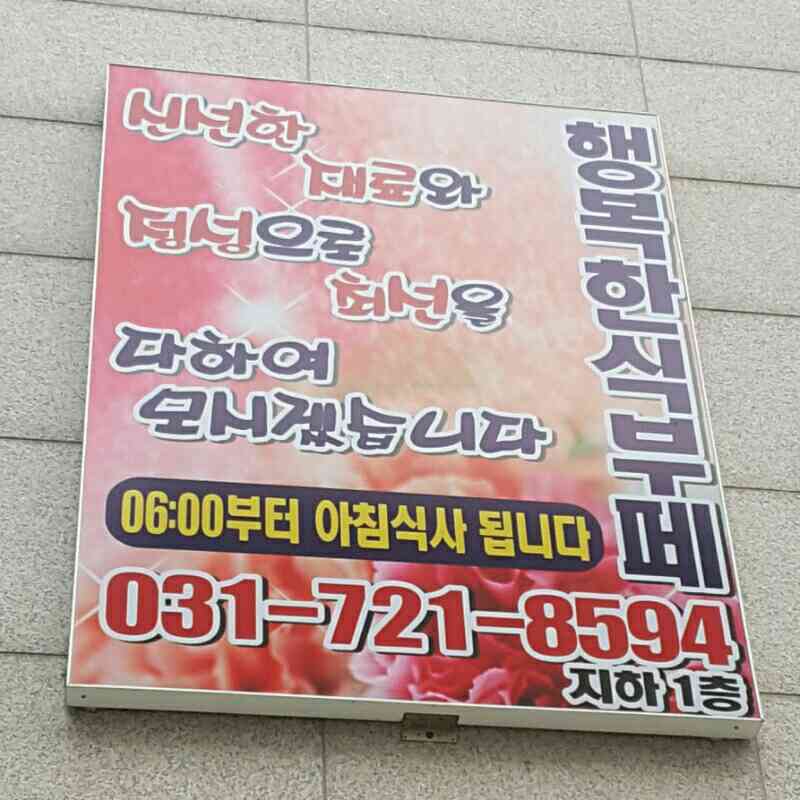 신선한
재료와
정성으로
최선을
다하여
모시겠습니다
행복한식부페
06:00부터 아침식사 됩니다
031-721-8594
지하 1층